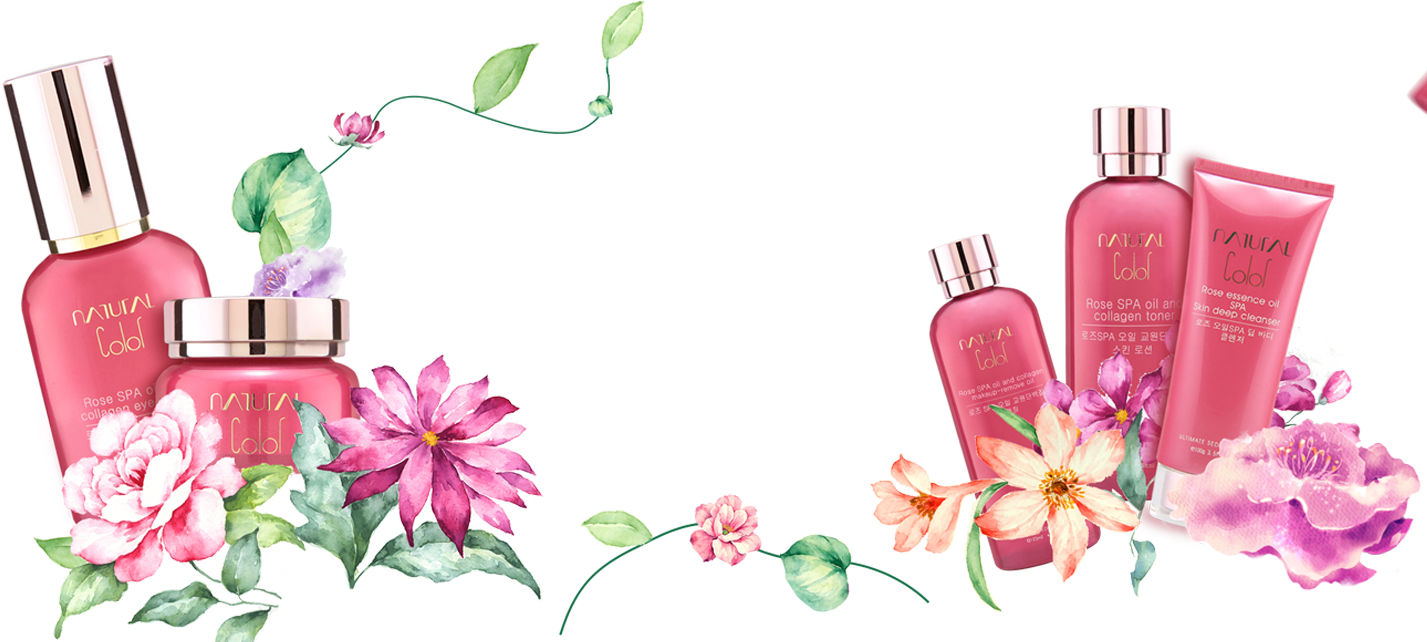 NATURAL
Color
Rose SPA o
collagen eye
NATURAL
Color
NATURAL
Color
Rose SPA oil and collagen
makeup-remove oil
NATURAL
Color
Rose SPA oil and
collagen toner
로즈SPA 오일 교원단
스킨 로션
NATURAL
Color
Rose essence oil
SPA
Skin deep cleanser
로즈 오일SPA 딥 바디
클렌저